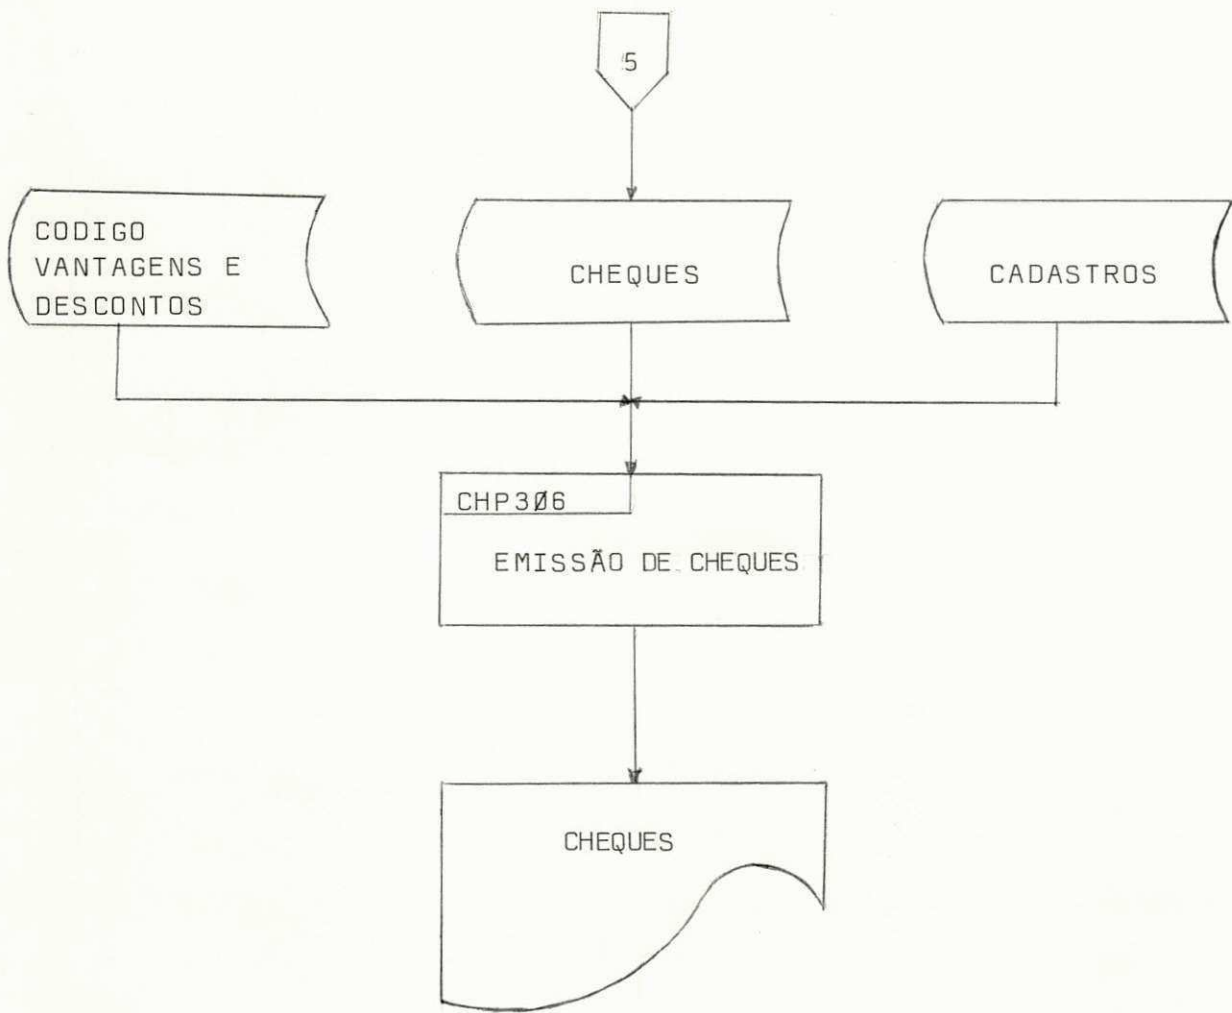 5
CODIGO
VANTAGENS E
DESCONTOS
CHEQUES
CADASTROS
CHP3Ø6
EMISSÃO DE CHEQUES
CHEQUES